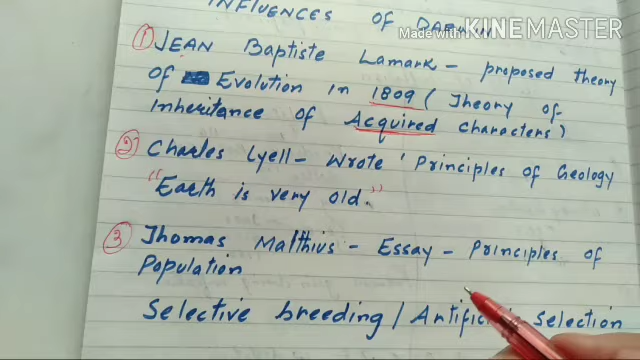 INFLUENCES OF DARWIN
Made with KINEMASTER
① JEAN Baptiste Lamark - proposed theory
of Evolution in 1809 ( Theory of
inheritance of Acquired characters )
② Charles Lyell - Wrote 'Principles of Geology
"Earth is very old."
③ Thomas Malthius - Essay - Principles of
Population
Selective breeding / Artificial selection